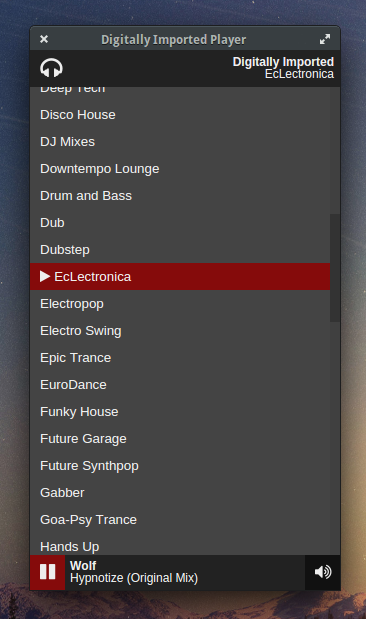 Digitally Imported Player
Digitally Imported
EcLectronica
Deep Tech
Disco House
DJ Mixes
Downtempo Lounge
Drum and Bass
Dub
Dubstep
EcLectronica
Electropop
Electro Swing
Epic Trance
EuroDance
Funky House
Future Garage
Future Synthpop
Gabber
Goa-Psy Trance
Hands Up
Wolf
Hypnotize (Original Mix)